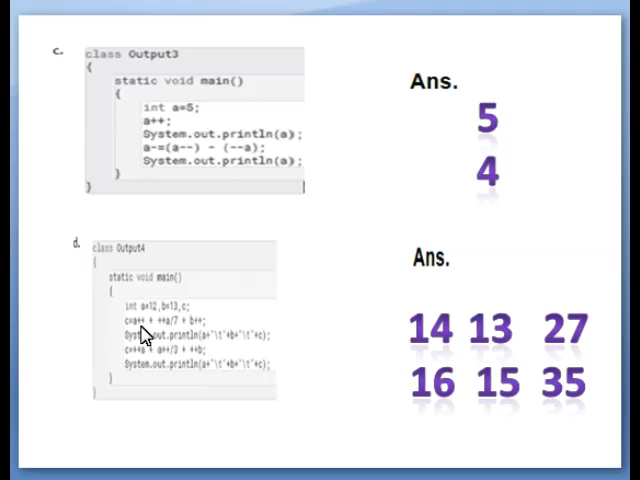 c.
class Output3
{
static void main()
{
int a=5;
a++;
System.out.println(a);
a-=(a--) - (--a);
System.out.println(a);
}
}
Ans.
5
4
d.
class Output4
{
static void main()
{
int a=12,b=13,c;
c=a++ + ++a/7 + b++;
System.out.println(a+"\t"+b+"\t"+c);
c=++a + a++/3 + ++b;
System.out.println(a+"\t"+b+"\t"+c);
}
}
Ans.
14 13 27
16 15 35